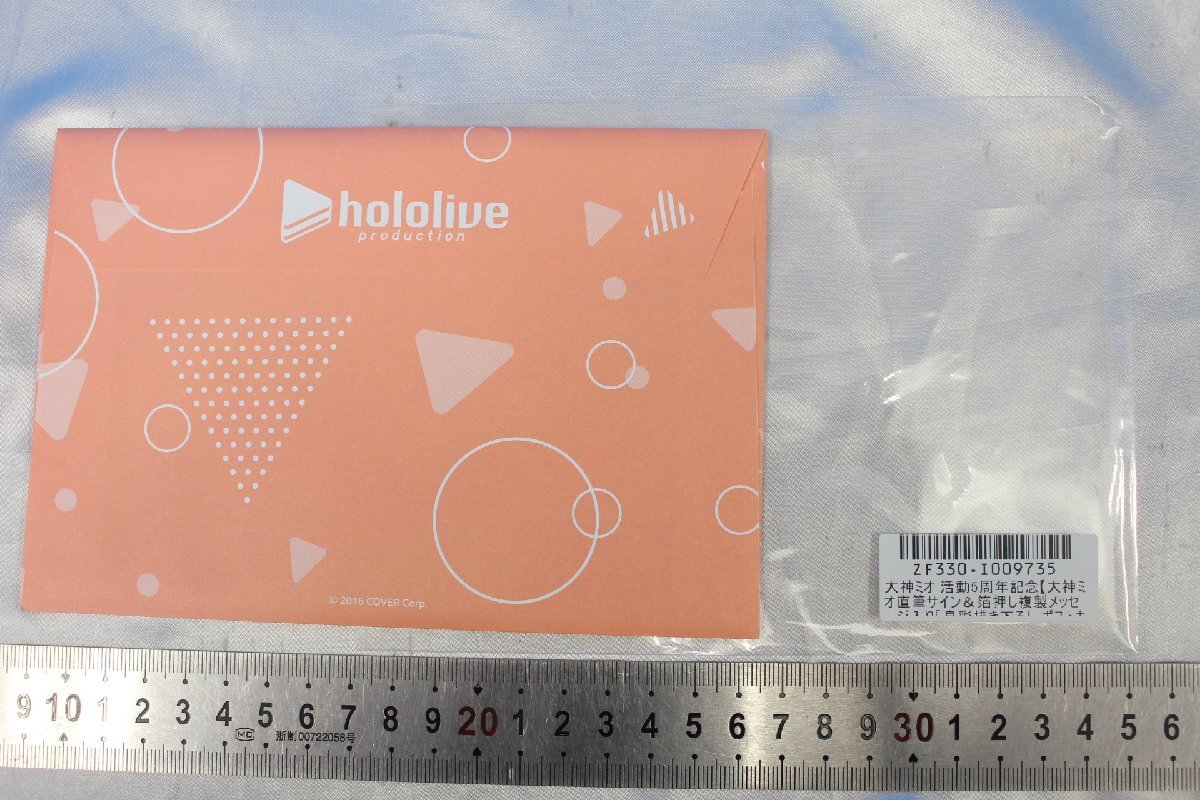 hololive
production
© 2016 COVER Corp.
ZF330-I009735
大神ミオ 活動5周年記念【大神ミ
オ直筆サイン＆箔押し複製メッセ
9 10 1 2 3 4 5 6 7 8 9 20 1 2 3 4 5 6 7 8 9 30 1 2 3 4 5 6
MC 浙制00722058号